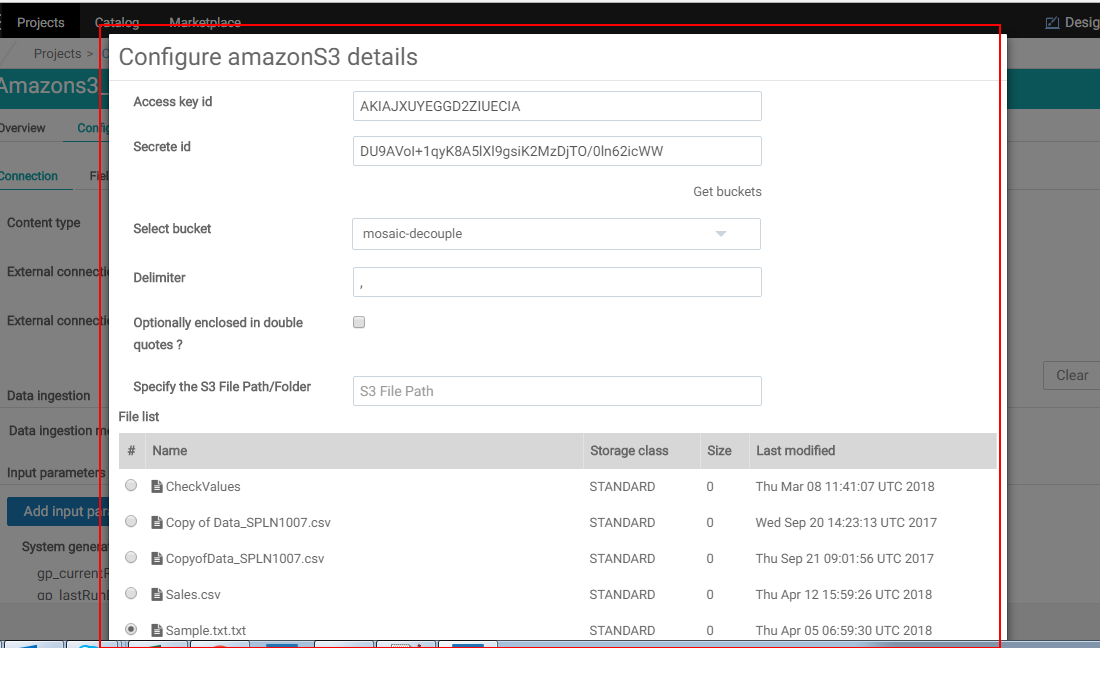 Projects Catalog Marketplace Desig
Projects >
Configure amazonS3 details
Amazons3_
Access key id AKIAJXUYEGGD2ZIUECIA
Overview Config
Secrete id 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
Connection Fiel
Get buckets
Content type
Select bucket mosaic-decouple
External connecti
Delimiter ,
External connecti
Optionally enclosed in double
quotes ?
Clear
Specify the S3 File Path/Folder S3 File Path
Data ingestion
File list
Data ingestion m
# Name Storage class Size Last modified
Input parameters
CheckValues STANDARD 0 Thu Mar 08 11:41:07 UTC 2018
Add input par
Copy of Data_SPLN1007.csv STANDARD 0 Wed Sep 20 14:23:13 UTC 2017
System genera
CopyofData_SPLN1007.csv STANDARD 0 Thu Sep 21 09:01:56 UTC 2017
gp_currentR
Sales.csv STANDARD 0 Thu Apr 12 15:59:26 UTC 2018
gp_lastRunD
Sample.txt.txt STANDARD 0 Thu Apr 05 06:59:30 UTC 2018